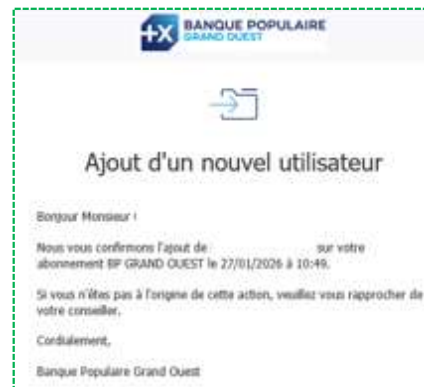 BANQUE POPULAIRE
GRAND OUEST
Ajout d'un nouvel utilisateur
Bonjour Monsieur !
Nous vous confirmons l'ajout de sur votre
abonnement BP GRAND OUEST le 27/01/2026 à 10:49.
Si vous n'êtes pas à l'origine de cette action, veuillez vous rapprocher de
votre conseiller.
Cordialement,
Banque Populaire Grand Ouest